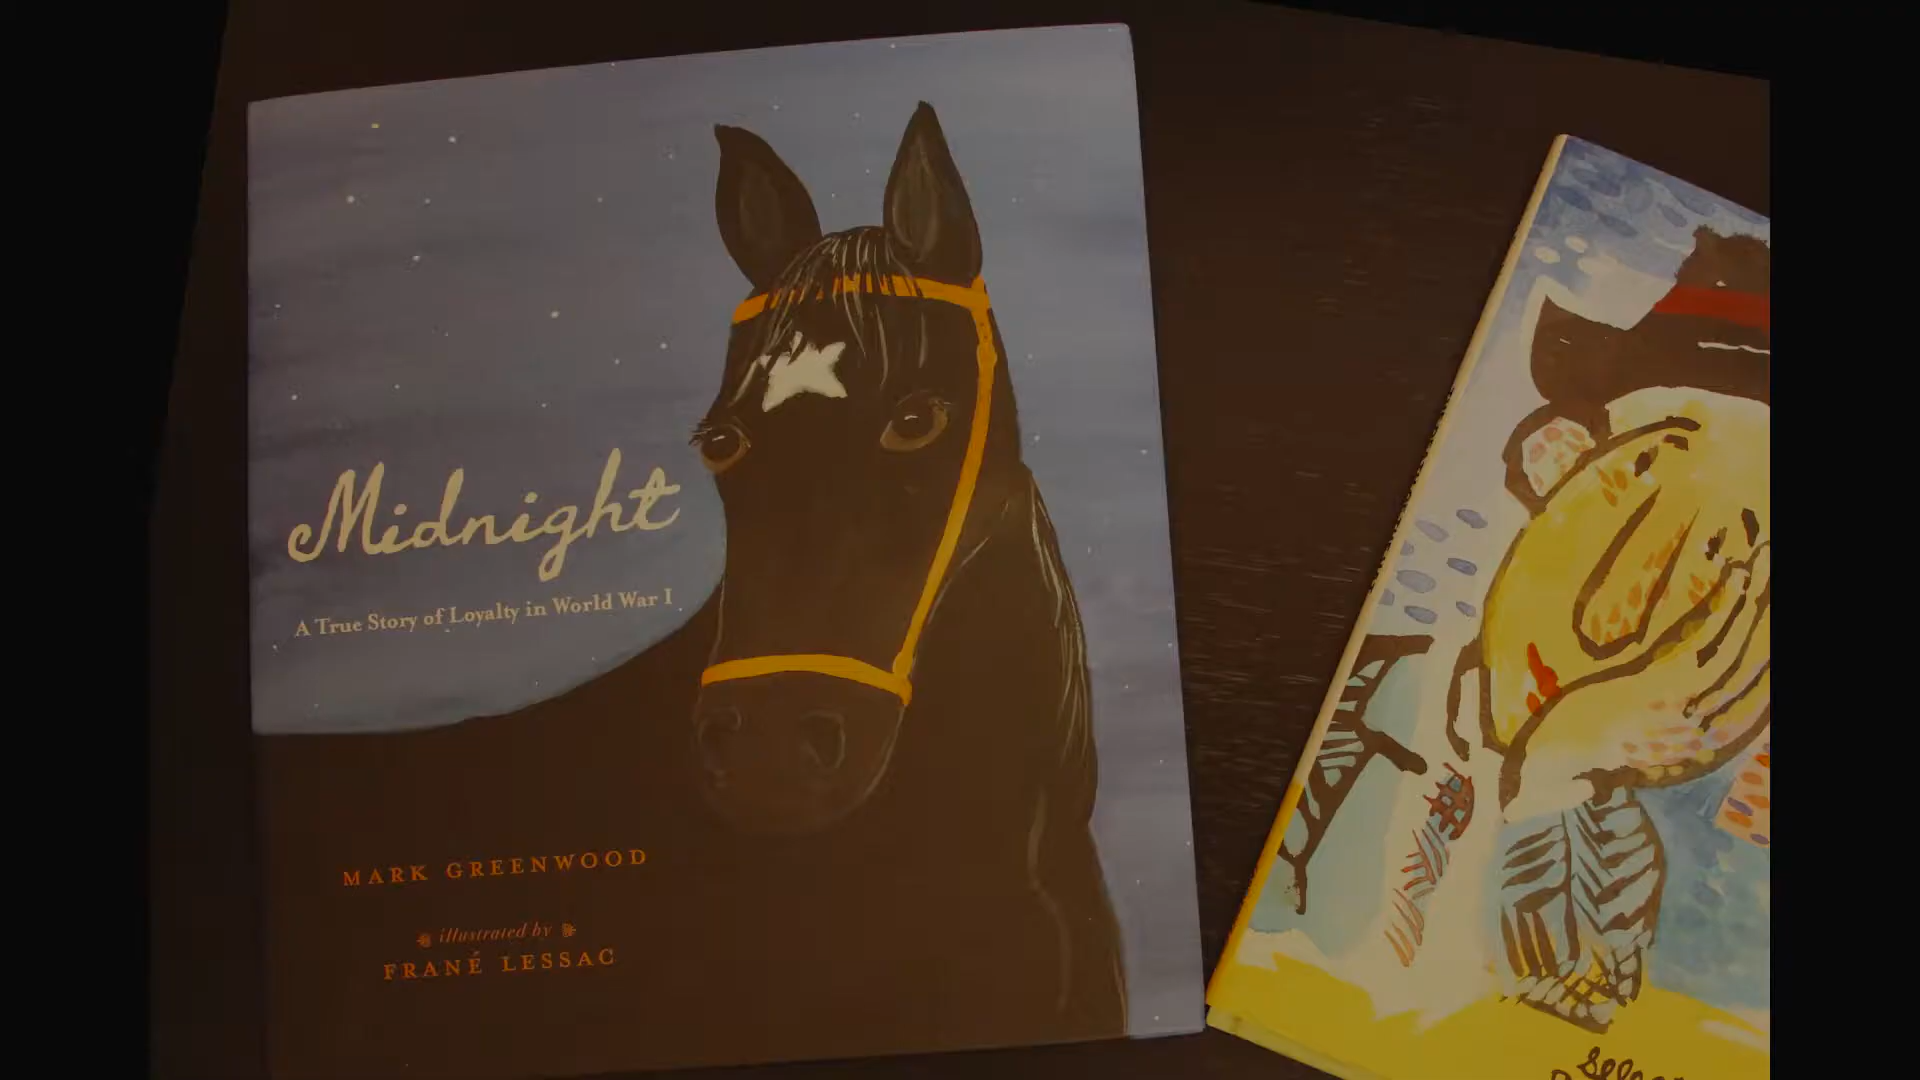 Midnight
A True Story of Loyalty in World War I
MARK GREENWOOD
illustrated by
FRANÉ LESSAC